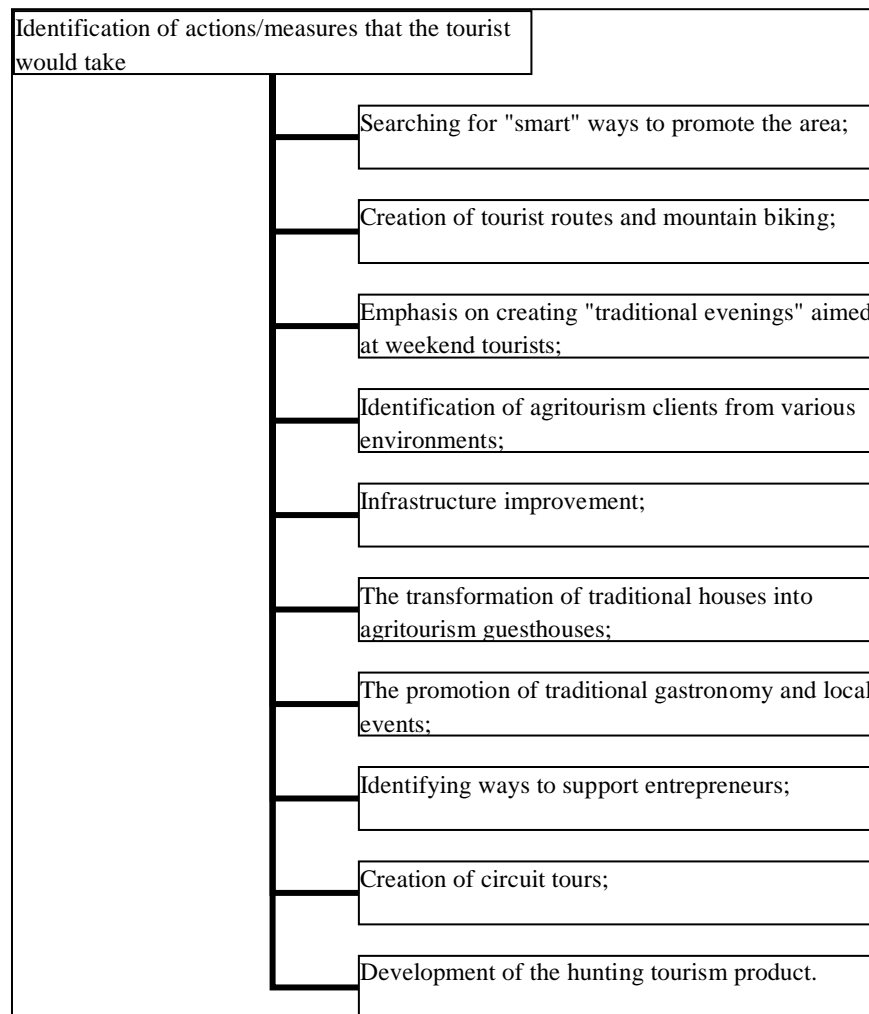 Identification of actions/measures that the tourist
would take
Searching for "smart" ways to promote the area;
Creation of tourist routes and mountain biking;
Emphasis on creating "traditional evenings" aimed
at weekend tourists;
Identification of agritourism clients from various
environments;
Infrastructure improvement;
The transformation of traditional houses into
agritourism guesthouses;
The promotion of traditional gastronomy and local
events;
Identifying ways to support entrepreneurs;
Creation of circuit tours;
Development of the hunting tourism product.